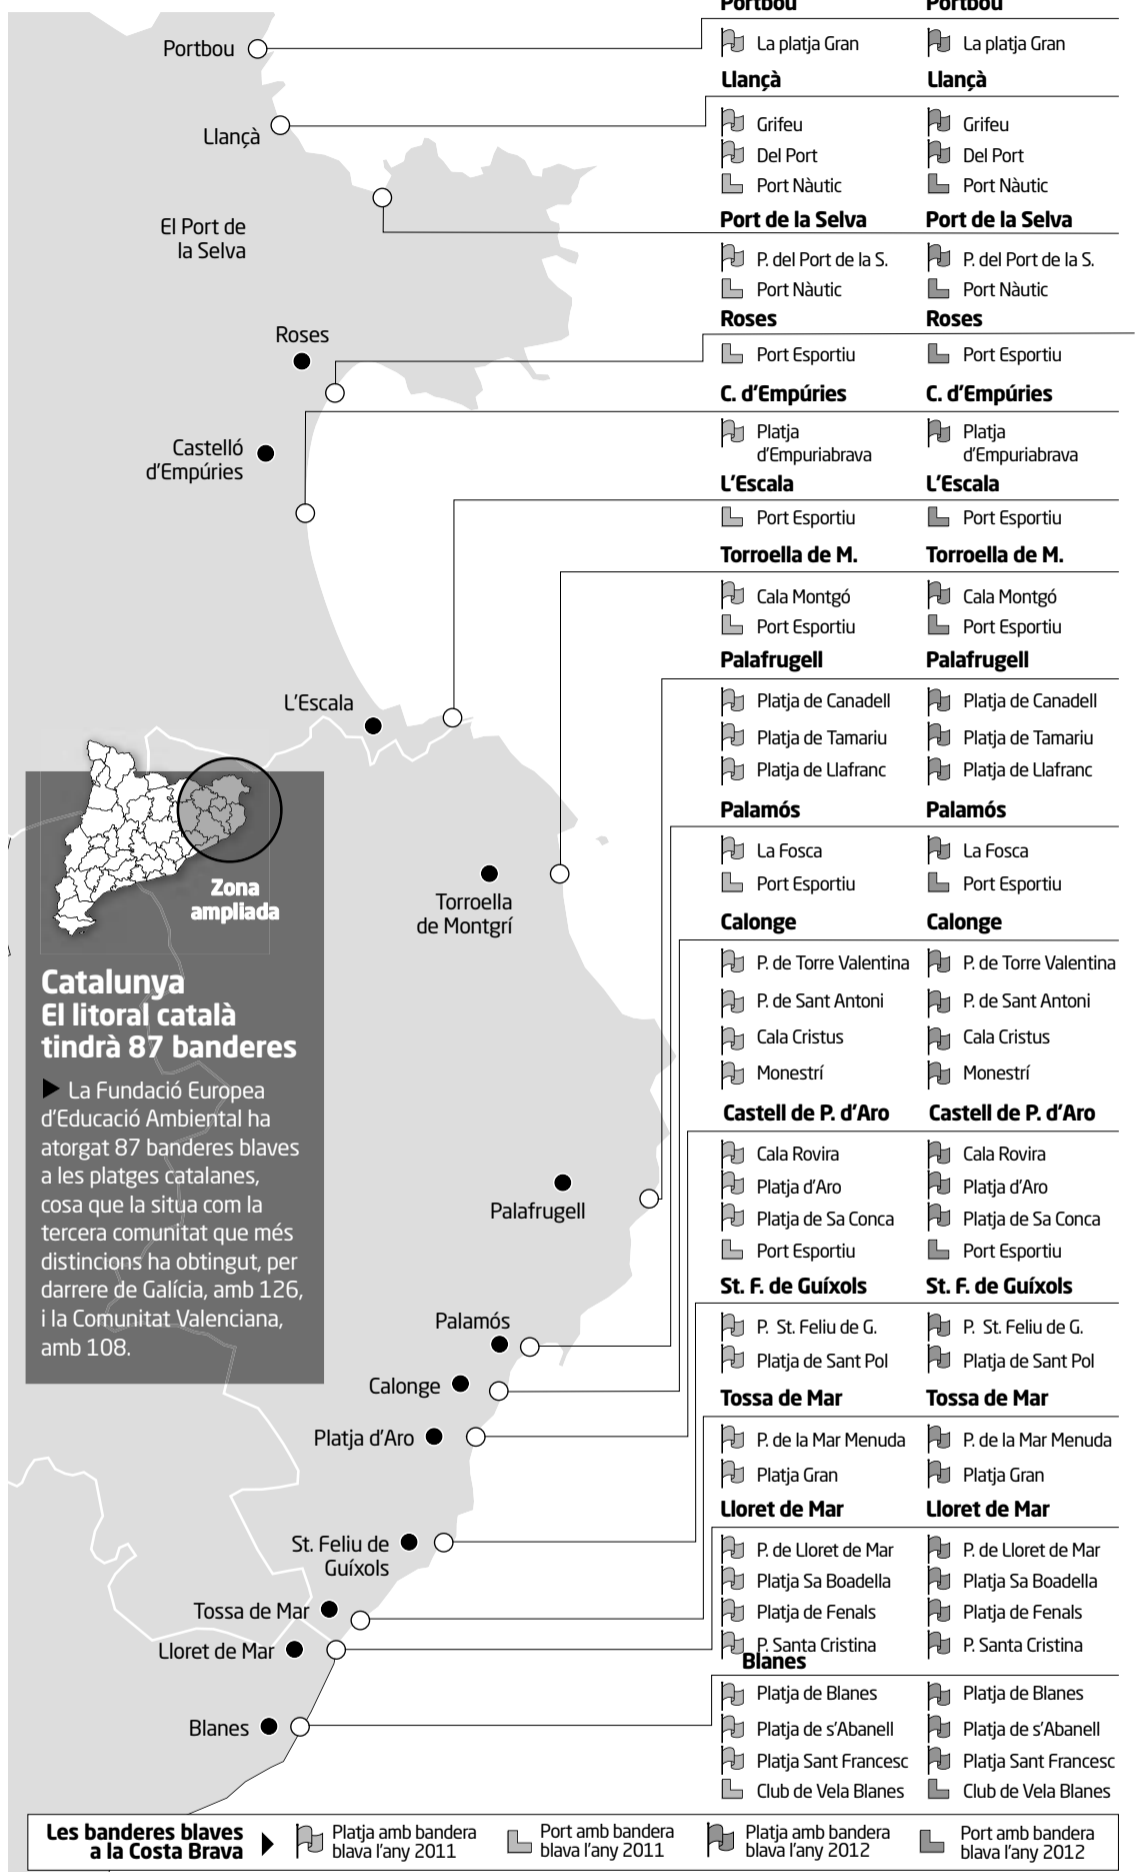 Portbou
Llançà
El Port de
la Selva
Roses
Castelló
d'Empúries
L'Escala
Torroella
de Montgrí
Palafrugell
Palamós
Calonge
Platja d'Aro
St. Feliu de
Guíxols
Tossa de Mar
Lloret de Mar
Blanes
Zona
ampliada
Catalunya
El litoral català
tindrà 87 banderes
▶ La Fundació Europea
d'Educació Ambiental ha
atorgat 87 banderes blaves
a les platges catalanes,
cosa que la situa com la
tercera comunitat que més
distincions ha obtingut, per
darrere de Galícia, amb 126,
i la Comunitat Valenciana,
amb 108.
Portbou Portbou
La platja Gran La platja Gran
Llançà Llançà
Grifeu Grifeu
Del Port Del Port
Port Nàutic Port Nàutic
Port de la Selva Port de la Selva
P. del Port de la S. P. del Port de la S.
Port Nàutic Port Nàutic
Roses Roses
Port Esportiu Port Esportiu
C. d'Empúries C. d'Empúries
Platja Platja
d'Empuriabrava d'Empuriabrava
L'Escala L'Escala
Port Esportiu Port Esportiu
Torroella de M. Torroella de M.
Cala Montgó Cala Montgó
Port Esportiu Port Esportiu
Palafrugell Palafrugell
Platja de Canadell Platja de Canadell
Platja de Tamariu Platja de Tamariu
Platja de Llafranc Platja de Llafranc
Palamós Palamós
La Fosca La Fosca
Port Esportiu Port Esportiu
Calonge Calonge
P. de Torre Valentina P. de Torre Valentina
P. de Sant Antoni P. de Sant Antoni
Cala Cristus Cala Cristus
Monestrí Monestrí
Castell de P. d'Aro Castell de P. d'Aro
Cala Rovira Cala Rovira
Platja d'Aro Platja d'Aro
Platja de Sa Conca Platja de Sa Conca
Port Esportiu Port Esportiu
St. F. de Guíxols St. F. de Guíxols
P. St. Feliu de G. P. St. Feliu de G.
Platja de Sant Pol Platja de Sant Pol
Tossa de Mar Tossa de Mar
P. de la Mar Menuda P. de la Mar Menuda
Platja Gran Platja Gran
Lloret de Mar Lloret de Mar
P. de Lloret de Mar P. de Lloret de Mar
Platja Sa Boadella Platja Sa Boadella
Platja de Fenals Platja de Fenals
P. Santa Cristina P. Santa Cristina
Blanes
Platja de Blanes Platja de Blanes
Platja de s'Abanell Platja de s'Abanell
Platja Sant Francesc Platja Sant Francesc
Club de Vela Blanes Club de Vela Blanes
Les banderes blaves
a la Costa Brava
Platja amb bandera
blava l'any 2011
Port amb bandera
blava l'any 2011
Platja amb bandera
blava l'any 2012
Port amb bandera
blava l'any 2012